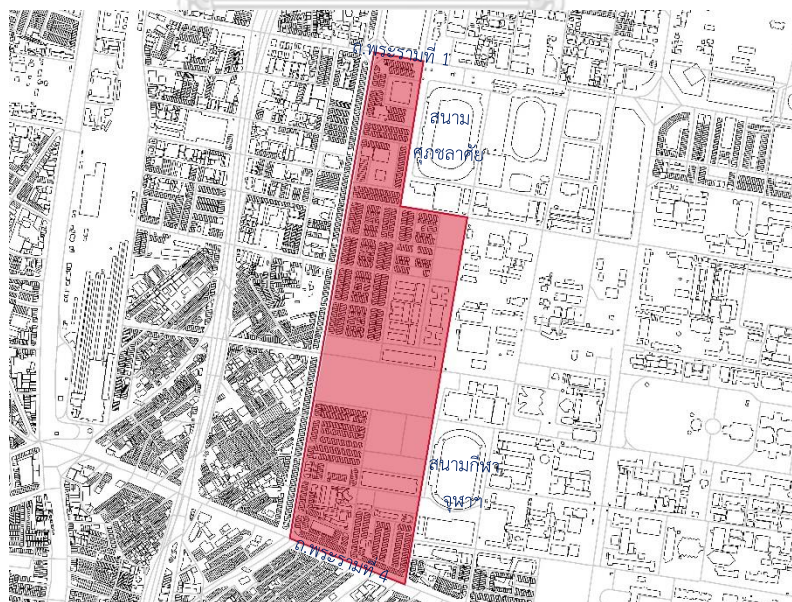 ถ.พระรามที่ 1
สนาม
ศุภชลาศัย
สนามกีฬา
จุฬาฯ
ถ.พระรามที่ 4